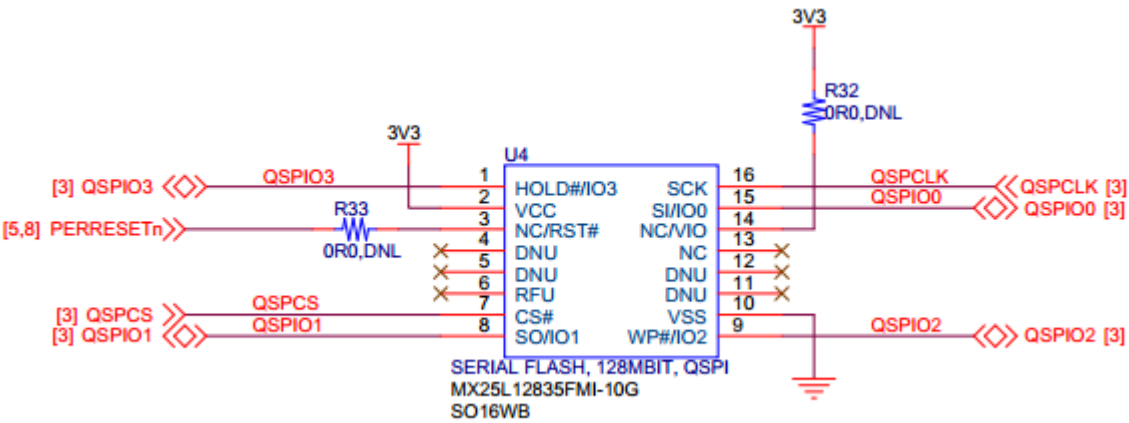 3V3
R32
0R0,DNL
3V3
U4
[3] QSPIO3
QSPIO3
1
HOLD#/IO3
SCK
16
QSPCLK
QSPCLK [3]
2
VCC
SI/IO0
15
QSPIO0
QSPIO0 [3]
[5,8] PERRESETn
R33
0R0,DNL
3
NC/RST#
NC/VIO
14
4
DNU
NC
13
5
DNU
DNU
12
6
RFU
DNU
11
[3] QSPCS
QSPCS
7
CS#
VSS
10
[3] QSPIO1
QSPIO1
8
SO/IO1
WP#/IO2
9
QSPIO2
QSPIO2 [3]
SERIAL FLASH, 128MBIT, QSPI
MX25L12835FMI-10G
SO16WB